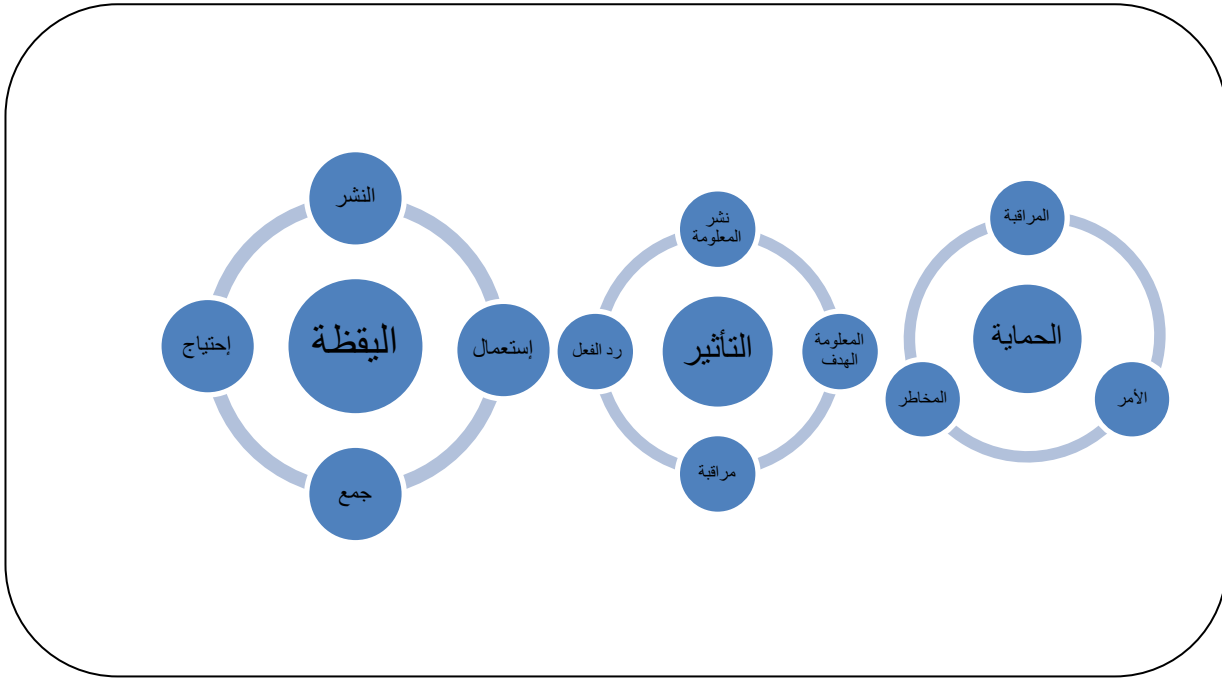 المراقبة
الحماية
الأمر
المخاطر
نشر
المعلومة
التأثير
المعلومة
الهدف
مراقبة
رد الفعل
النشر
اليقظة
إستعمال
جمع
إحتياج